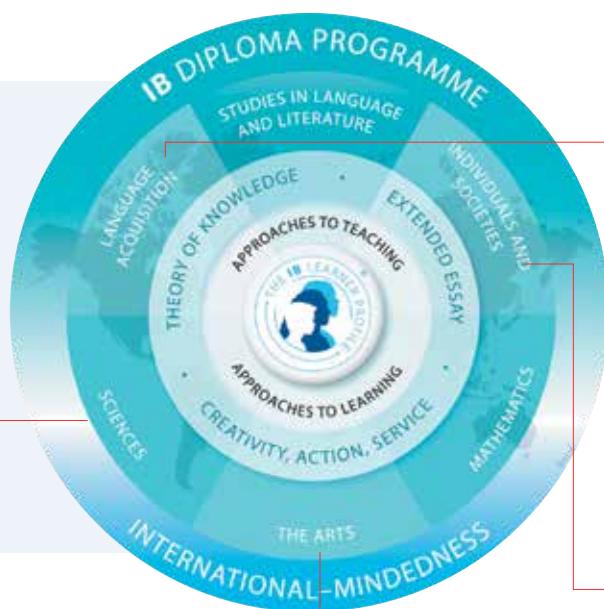 IB DIPLOMA PROGRAMME
STUDIES IN LANGUAGE
AND LITERATURE
LANGUAGE
ACQUISITION
INDIVIDUALS AND
SOCIETIES
THEORY OF KNOWLEDGE
EXTENDED ESSAY
APPROACHES TO TEACHING
THE IB LEARNER PROFILE
APPROACHES TO LEARNING
CREATIVITY, ACTION, SERVICE
SCIENCES
MATHEMATICS
THE ARTS
INTERNATIONAL-MINDEDNESS